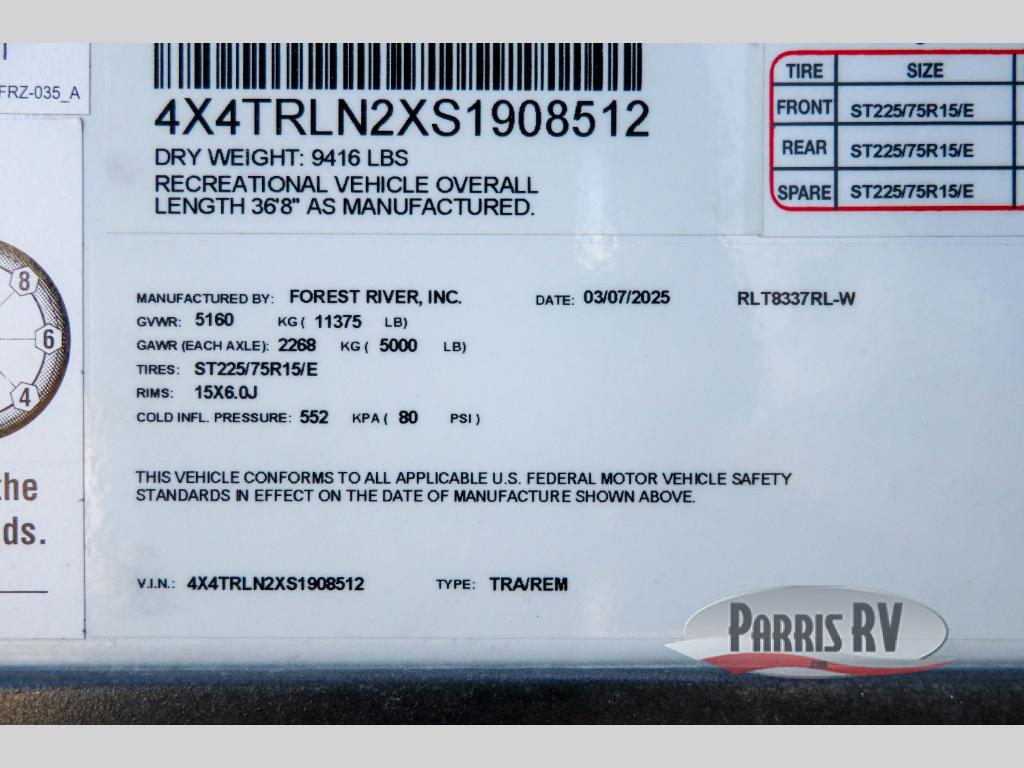 FRZ-035_A
8
6
4
the
ds.
4X4TRLN2XS1908512
DRY WEIGHT: 9416 LBS
RECREATIONAL VEHICLE OVERALL
LENGTH 36'8" AS MANUFACTURED.
TIRE SIZE
FRONT ST225/75R15/E
REAR ST225/75R15/E
SPARE ST225/75R15/E
MANUFACTURED BY: FOREST RIVER, INC. DATE: 03/07/2025 RLT8337RL-W
GVWR: 5160 KG ( 11375 LB)
GAWR (EACH AXLE): 2268 KG ( 5000 LB)
TIRES: ST225/75R15/E
RIMS: 15X6.0J
COLD INFL. PRESSURE: 552 KPA ( 80 PSI )
THIS VEHICLE CONFORMS TO ALL APPLICABLE U.S. FEDERAL MOTOR VEHICLE SAFETY
STANDARDS IN EFFECT ON THE DATE OF MANUFACTURE SHOWN ABOVE.
V.I.N.: 4X4TRLN2XS1908512 TYPE: TRA/REM
PARRIS RV
.com